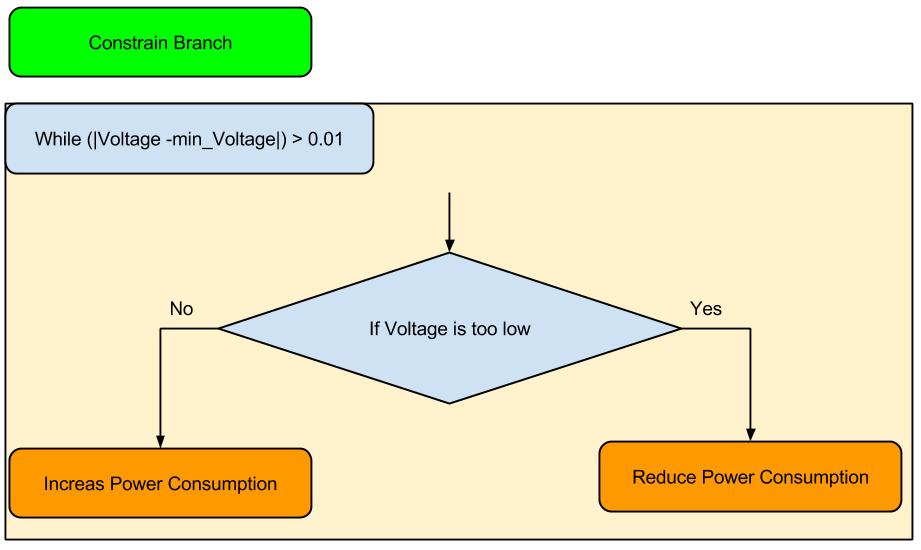 Constrain Branch
While (|Voltage -min_Voltage|) > 0.01
No
Yes
If Voltage is too low
Increas Power Consumption
Reduce Power Consumption